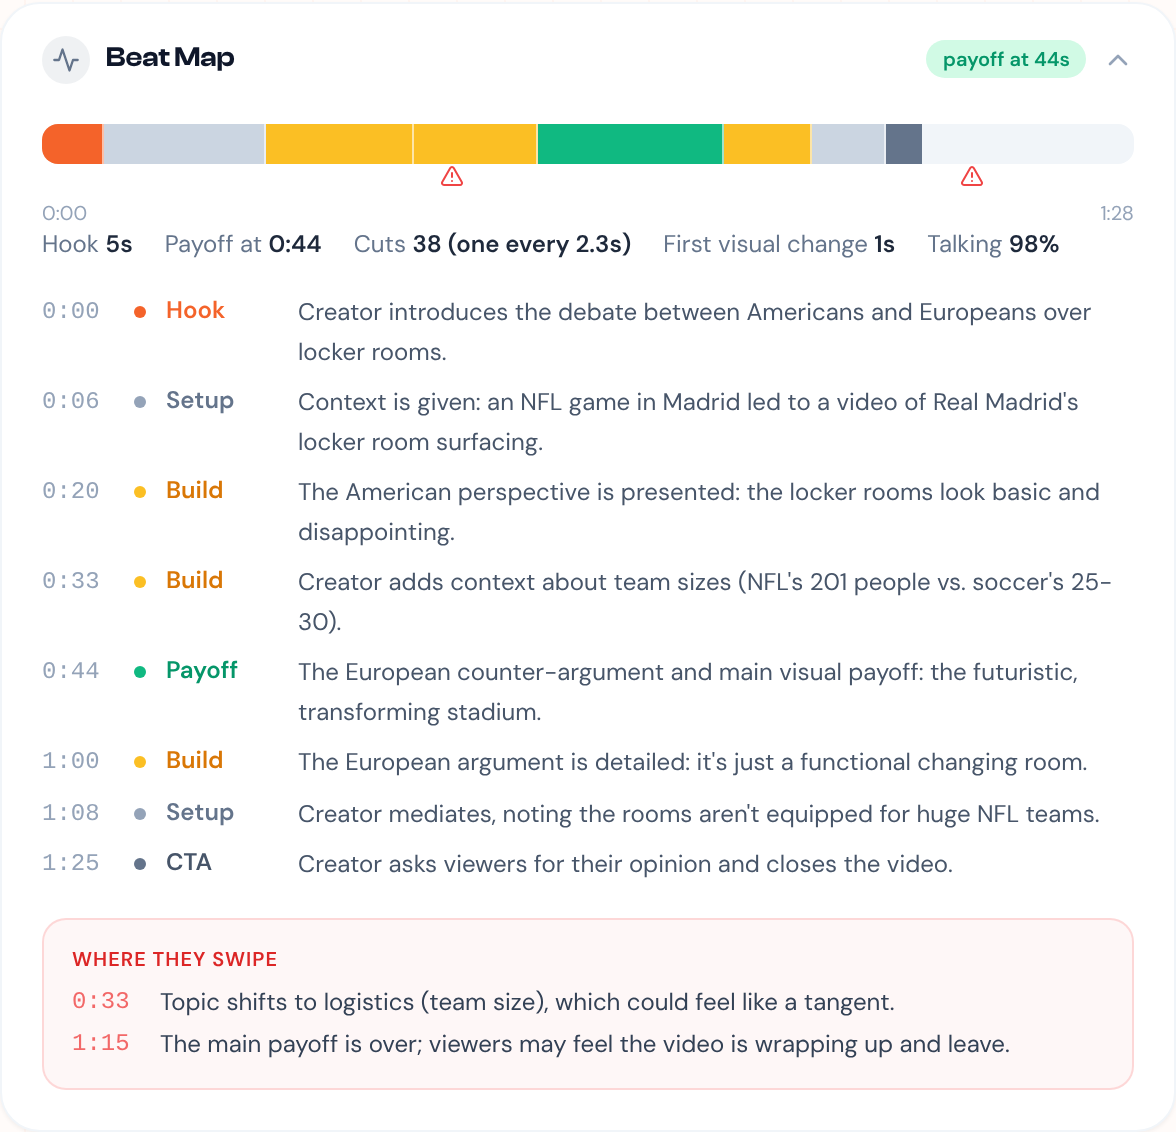 Beat Map
payoff at 44s
0:00
1:28
Hook 5s Payoff at 0:44 Cuts 38 (one every 2.3s) First visual change 1s Talking 98%
0:00 Hook Creator introduces the debate between Americans and Europeans over
locker rooms.
0:06 Setup Context is given: an NFL game in Madrid led to a video of Real Madrid's
locker room surfacing.
0:20 Build The American perspective is presented: the locker rooms look basic and
disappointing.
0:33 Build Creator adds context about team sizes (NFL's 201 people vs. soccer's 25-
30).
0:44 Payoff The European counter-argument and main visual payoff: the futuristic,
transforming stadium.
1:00 Build The European argument is detailed: it's just a functional changing room.
1:08 Setup Creator mediates, noting the rooms aren't equipped for huge NFL teams.
1:25 CTA Creator asks viewers for their opinion and closes the video.
WHERE THEY SWIPE
0:33 Topic shifts to logistics (team size), which could feel like a tangent.
1:15 The main payoff is over; viewers may feel the video is wrapping up and leave.